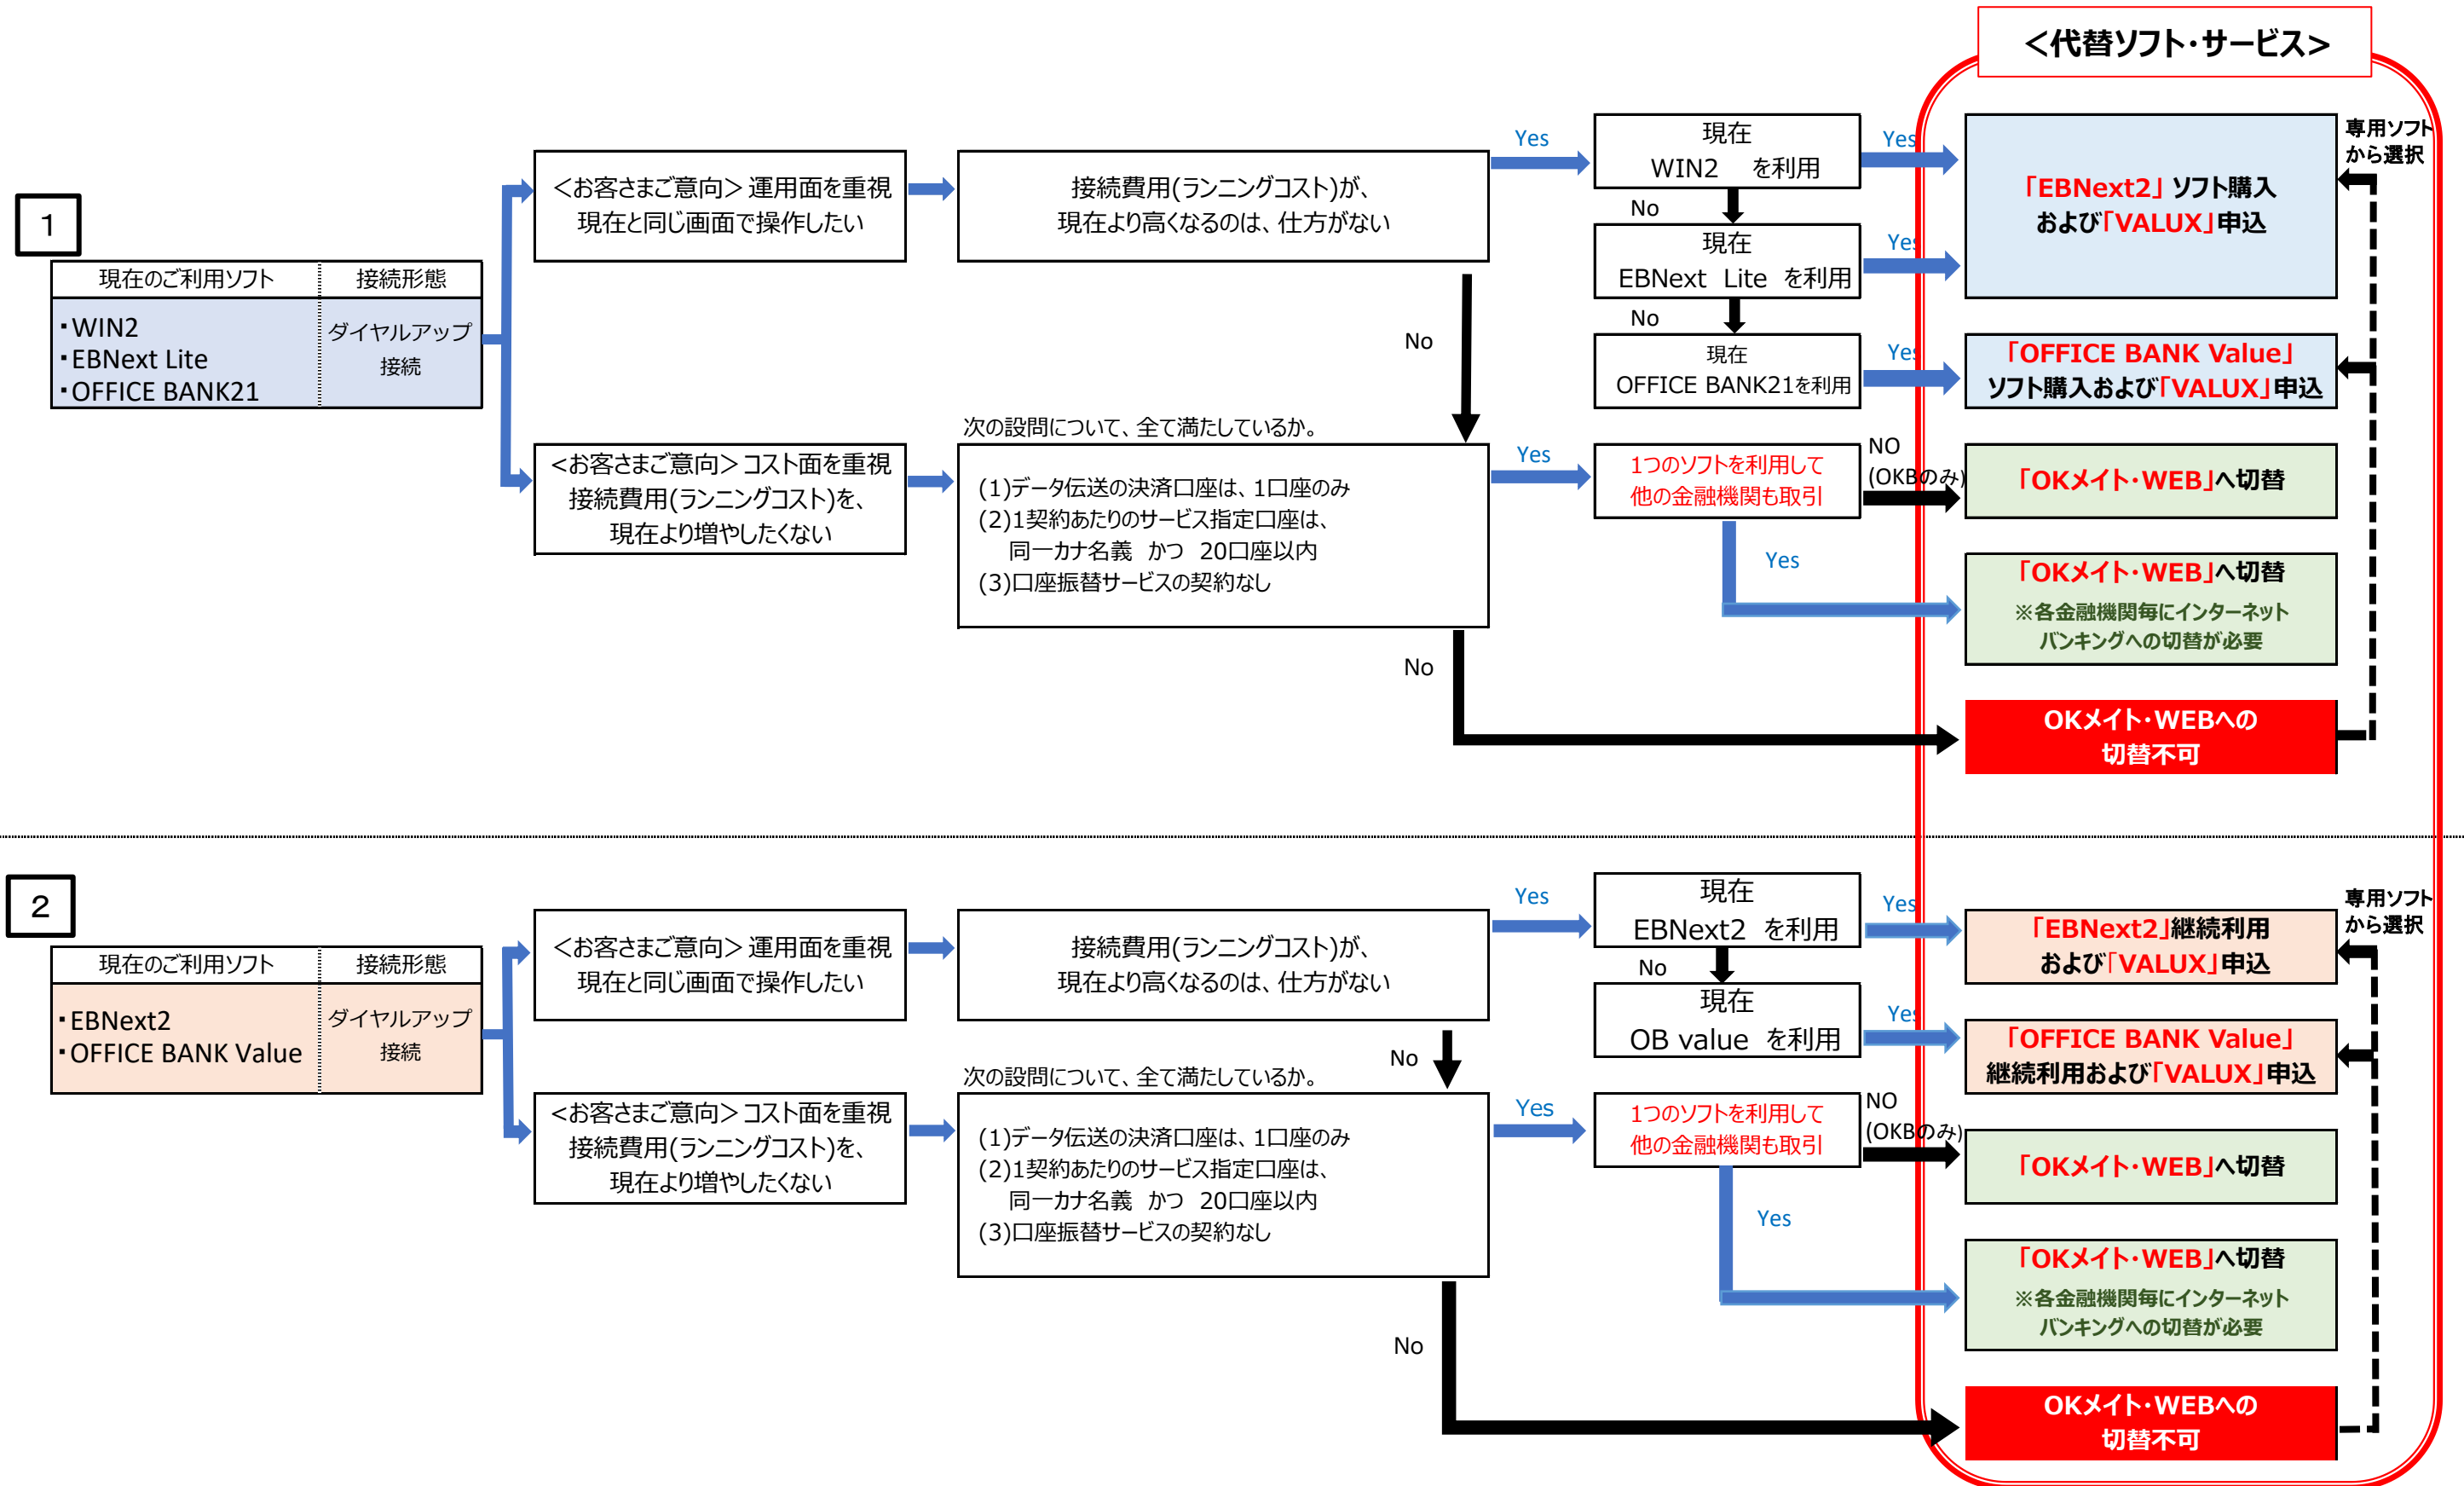 ＜代替ソフト・サービス＞
1
現在のご利用ソフト 接続形態
・WIN2
・EBNext Lite
・OFFICE BANK21
ダイヤルアップ
接続
＜お客さまご意向＞ 運用面を重視
現在と同じ画面で操作したい
接続費用(ランニングコスト)が、
現在より高くなるのは、仕方がない
Yes
現在
WIN2 を利用
Yes
No
現在
EBNext Lite を利用
Yes
No
現在
OFFICE BANK21を利用
Yes
「EBNext2」 ソフト購入
および「VALUX」申込
専用ソフト
から選択
「OFFICE BANK Value」
ソフト購入および「VALUX」申込
No
＜お客さまご意向＞ コスト面を重視
接続費用(ランニングコスト)を、
現在より増やしたくない
次の設問について、全て満たしているか。
(1)データ伝送の決済口座は、1口座のみ
(2)1契約あたりのサービス指定口座は、
同一カナ名義 かつ 20口座以内
(3)口座振替サービスの契約なし
Yes
1つのソフトを利用して
他の金融機関も取引
NO
(OKBのみ)
「OKメイト・WEB」へ切替
Yes
「OKメイト・WEB」へ切替
※各金融機関毎にインターネット
バンキングへの切替が必要
No
OKメイト・WEBへの
切替不可
2
現在のご利用ソフト 接続形態
・EBNext2
・OFFICE BANK Value
ダイヤルアップ
接続
＜お客さまご意向＞ 運用面を重視
現在と同じ画面で操作したい
接続費用(ランニングコスト)が、
現在より高くなるのは、仕方がない
Yes
現在
EBNext2 を利用
Yes
No
現在
OB value を利用
Yes
「EBNext2」継続利用
および「VALUX」申込
専用ソフト
から選択
「OFFICE BANK Value」
継続利用および「VALUX」申込
No
＜お客さまご意向＞ コスト面を重視
接続費用(ランニングコスト)を、
現在より増やしたくない
次の設問について、全て満たしているか。
(1)データ伝送の決済口座は、1口座のみ
(2)1契約あたりのサービス指定口座は、
同一カナ名義 かつ 20口座以内
(3)口座振替サービスの契約なし
Yes
1つのソフトを利用して
他の金融機関も取引
NO
(OKBのみ)
「OKメイト・WEB」へ切替
Yes
「OKメイト・WEB」へ切替
※各金融機関毎にインターネット
バンキングへの切替が必要
No
OKメイト・WEBへの
切替不可